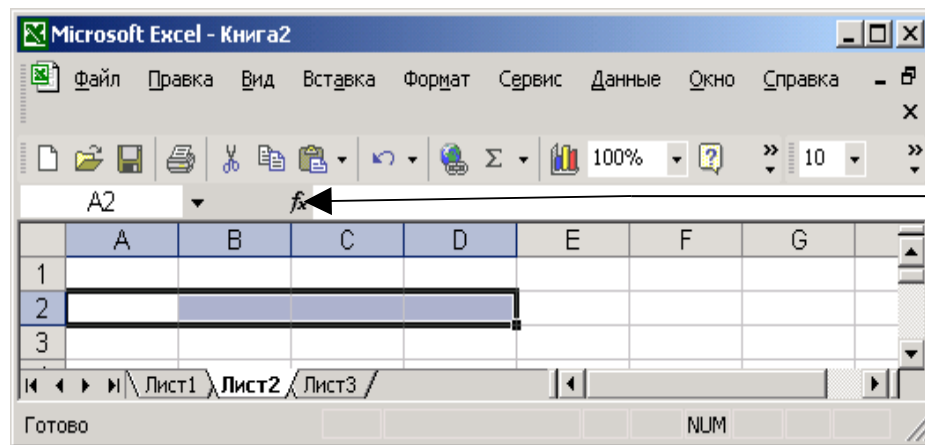 Microsoft Excel - Книга2
Файл Правка Вид Вставка Формат Сервис Данные Окно Справка
100% 10
A2 fx
A B C D E F G
1
2
3
Лист1 Лист2 Лист3
Готово NUM